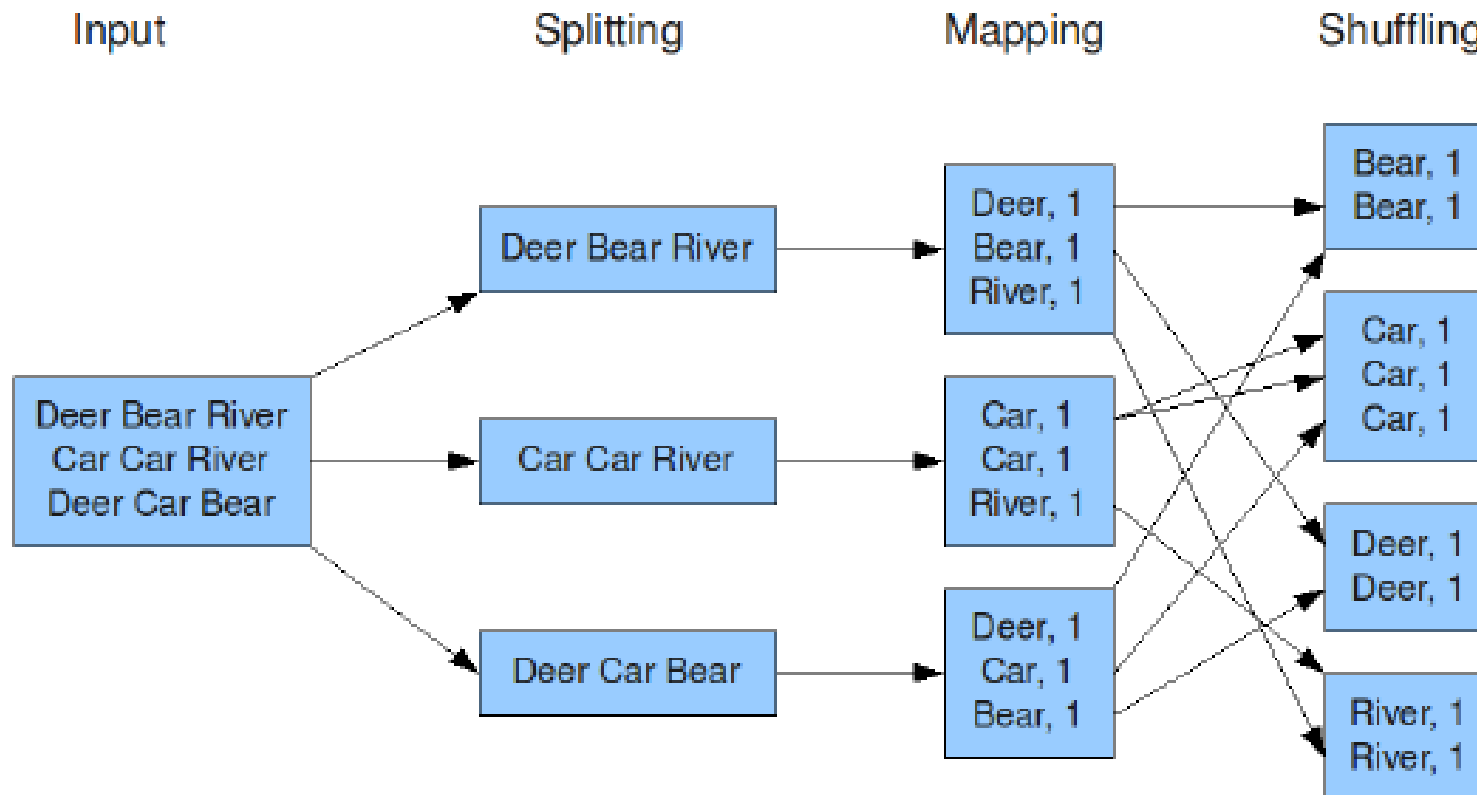 Input
Splitting
Mapping
Shuffling
Deer Bear River
Car Car River
Deer Car Bear
Deer Bear River
Car Car River
Deer Car Bear
Deer, 1
Bear, 1
River, 1
Car, 1
Car, 1
River, 1
Deer, 1
Car, 1
Bear, 1
Bear, 1
Bear, 1
Car, 1
Car, 1
Car, 1
Deer, 1
Deer, 1
River, 1
River, 1